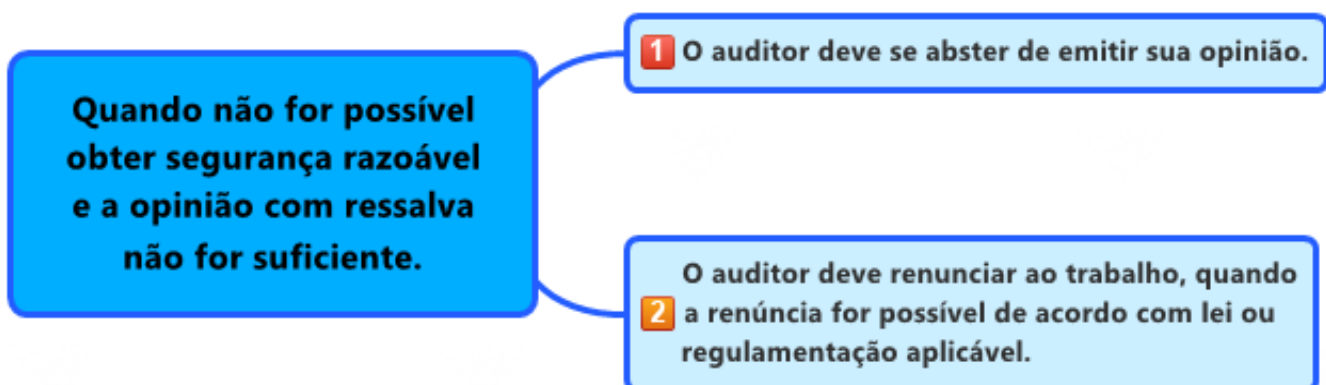 Quando não for possível
obter segurança razoável
e a opinião com ressalva
não for suficiente.
1 O auditor deve se abster de emitir sua opinião.
O auditor deve renunciar ao trabalho, quando
2 a renúncia for possível de acordo com lei ou
regulamentação aplicável.